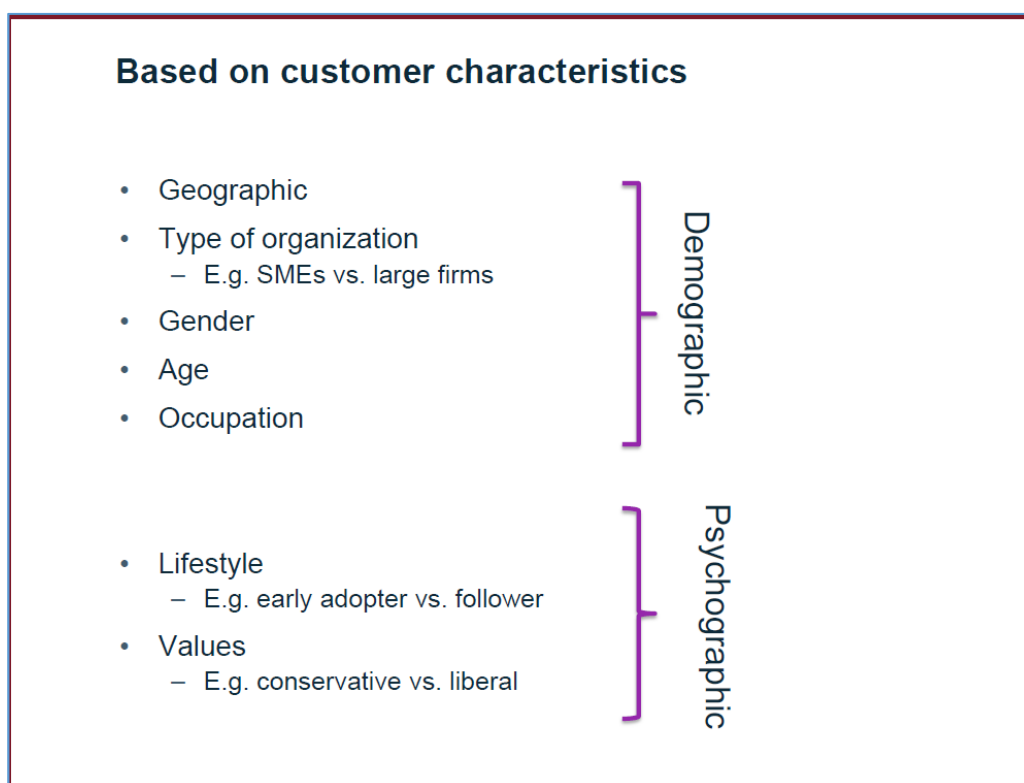 Based on customer characteristics
• Geographic
• Type of organization
– E.g. SMEs vs. large firms
• Gender
• Age
• Occupation
Demographic
• Lifestyle
– E.g. early adopter vs. follower
• Values
– E.g. conservative vs. liberal
Psychographic